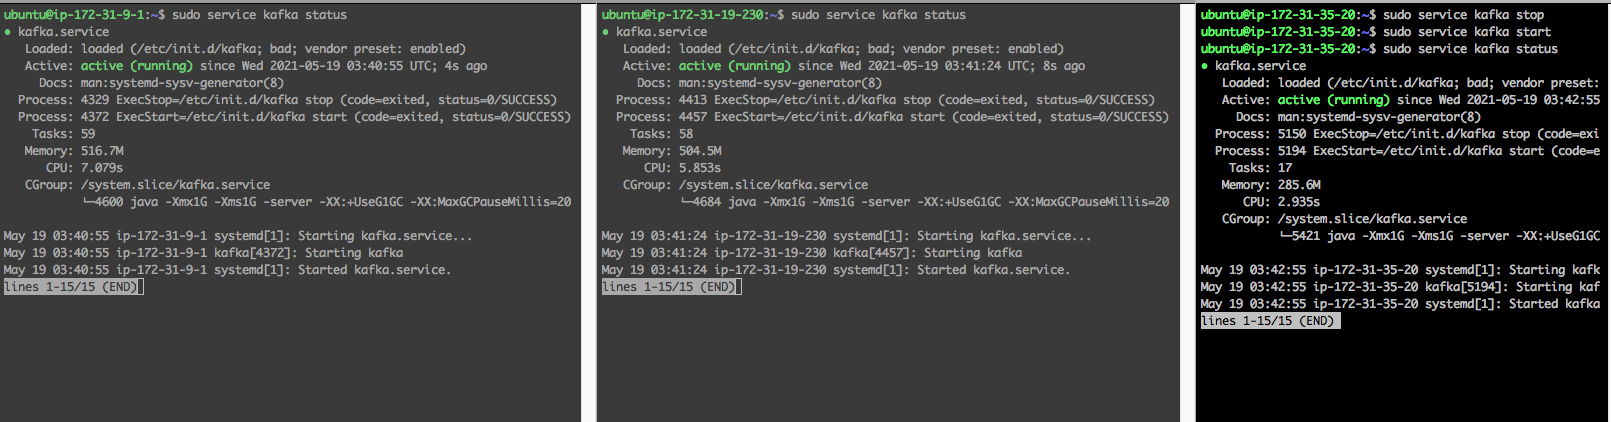 ubuntu@ip-172-31-9-1:~$ sudo service kafka status
● kafka.service
Loaded: loaded (/etc/init.d/kafka; bad; vendor preset: enabled)
Active: active (running) since Wed 2021-05-19 03:40:55 UTC; 4s ago
Docs: man:systemd-sysv-generator(8)
Process: 4329 ExecStop=/etc/init.d/kafka stop (code=exited, status=0/SUCCESS)
Process: 4372 ExecStart=/etc/init.d/kafka start (code=exited, status=0/SUCCESS)
Tasks: 59
Memory: 516.7M
CPU: 7.079s
CGroup: /system.slice/kafka.service
└─4600 java -Xmx1G -Xms1G -server -XX:+UseG1GC -XX:MaxGCPauseMillis=20
May 19 03:40:55 ip-172-31-9-1 systemd[1]: Starting kafka.service...
May 19 03:40:55 ip-172-31-9-1 kafka[4372]: Starting kafka
May 19 03:40:55 ip-172-31-9-1 systemd[1]: Started kafka.service.
lines 1-15/15 (END)
ubuntu@ip-172-31-19-230:~$ sudo service kafka status
● kafka.service
Loaded: loaded (/etc/init.d/kafka; bad; vendor preset: enabled)
Active: active (running) since Wed 2021-05-19 03:41:24 UTC; 8s ago
Docs: man:systemd-sysv-generator(8)
Process: 4413 ExecStop=/etc/init.d/kafka stop (code=exited, status=0/SUCCESS)
Process: 4457 ExecStart=/etc/init.d/kafka start (code=exited, status=0/SUCCESS)
Tasks: 58
Memory: 504.5M
CPU: 5.853s
CGroup: /system.slice/kafka.service
└─4684 java -Xmx1G -Xms1G -server -XX:+UseG1GC -XX:MaxGCPauseMillis=20
May 19 03:41:24 ip-172-31-19-230 systemd[1]: Starting kafka.service...
May 19 03:41:24 ip-172-31-19-230 kafka[4457]: Starting kafka
May 19 03:41:24 ip-172-31-19-230 systemd[1]: Started kafka.service.
lines 1-15/15 (END)
ubuntu@ip-172-31-35-20:~$ sudo service kafka stop
ubuntu@ip-172-31-35-20:~$ sudo service kafka start
ubuntu@ip-172-31-35-20:~$ sudo service kafka status
● kafka.service
Loaded: loaded (/etc/init.d/kafka; bad; vendor preset:
Active: active (running) since Wed 2021-05-19 03:42:55
Docs: man:systemd-sysv-generator(8)
Process: 5150 ExecStop=/etc/init.d/kafka stop (code=exi
Process: 5194 ExecStart=/etc/init.d/kafka start (code=e
Tasks: 17
Memory: 285.6M
CPU: 2.935s
CGroup: /system.slice/kafka.service
└─5421 java -Xmx1G -Xms1G -server -XX:+UseG1GC
May 19 03:42:55 ip-172-31-35-20 systemd[1]: Starting kafk
May 19 03:42:55 ip-172-31-35-20 kafka[5194]: Starting kaf
May 19 03:42:55 ip-172-31-35-20 systemd[1]: Started kafka
lines 1-15/15 (END)